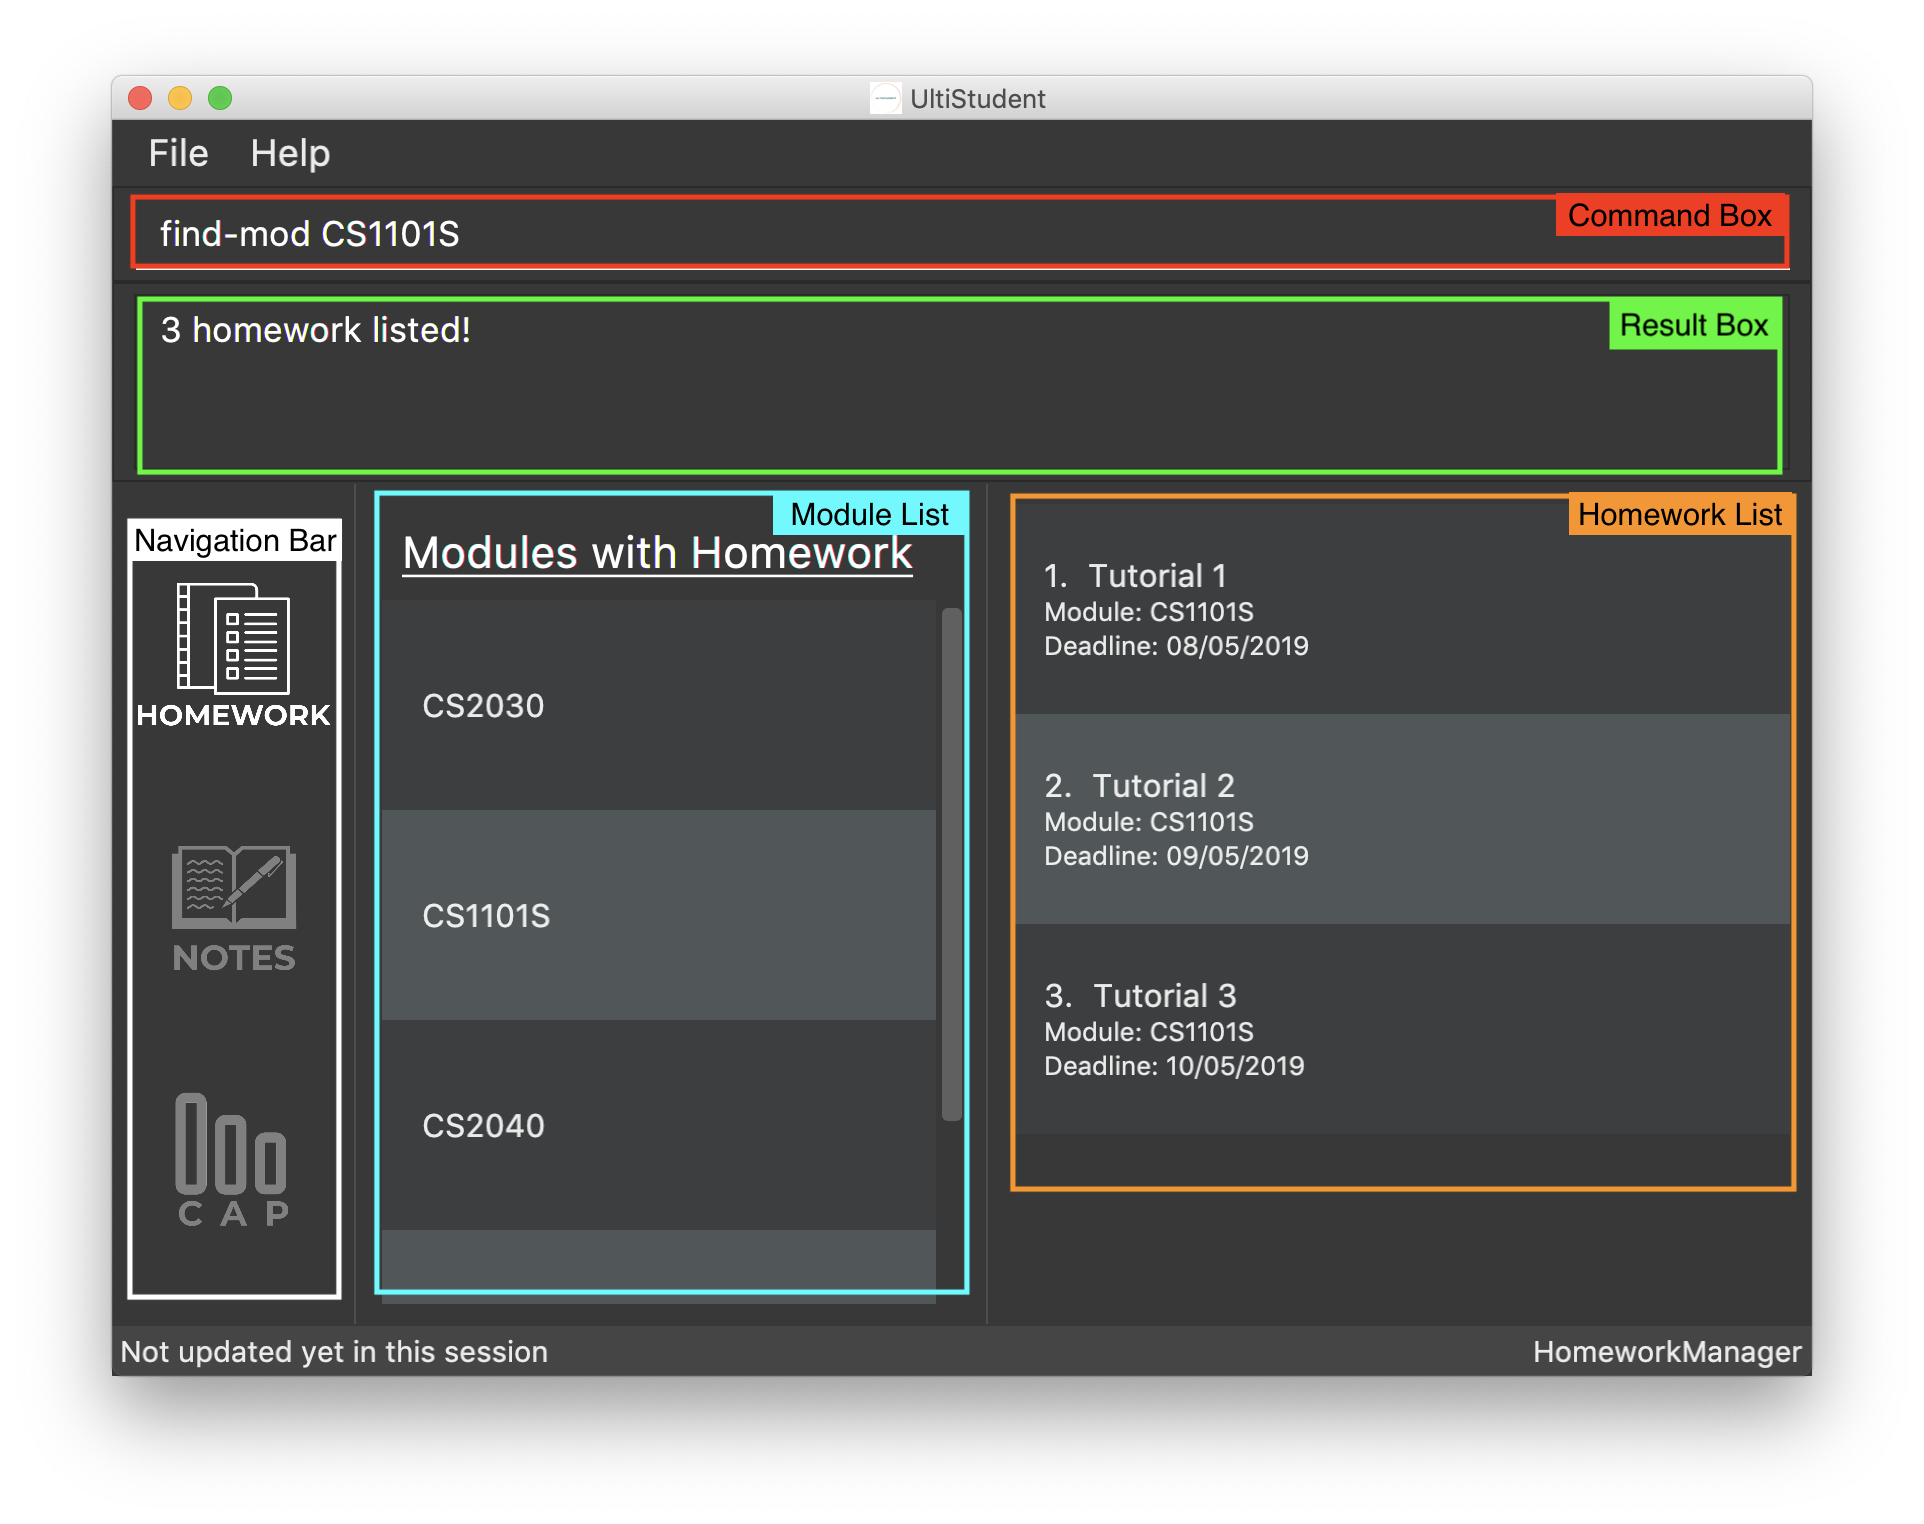 UltiStudent
File Help
Command Box
find-mod CS1101S
Result Box
3 homework listed!
Navigation Bar
HOMEWORK
NOTES
CAP
Module List
Modules with Homework
CS2030
CS1101S
CS2040
Homework List
1. Tutorial 1
Module: CS1101S
Deadline: 08/05/2019
2. Tutorial 2
Module: CS1101S
Deadline: 09/05/2019
3. Tutorial 3
Module: CS1101S
Deadline: 10/05/2019
Not updated yet in this session
HomeworkManager